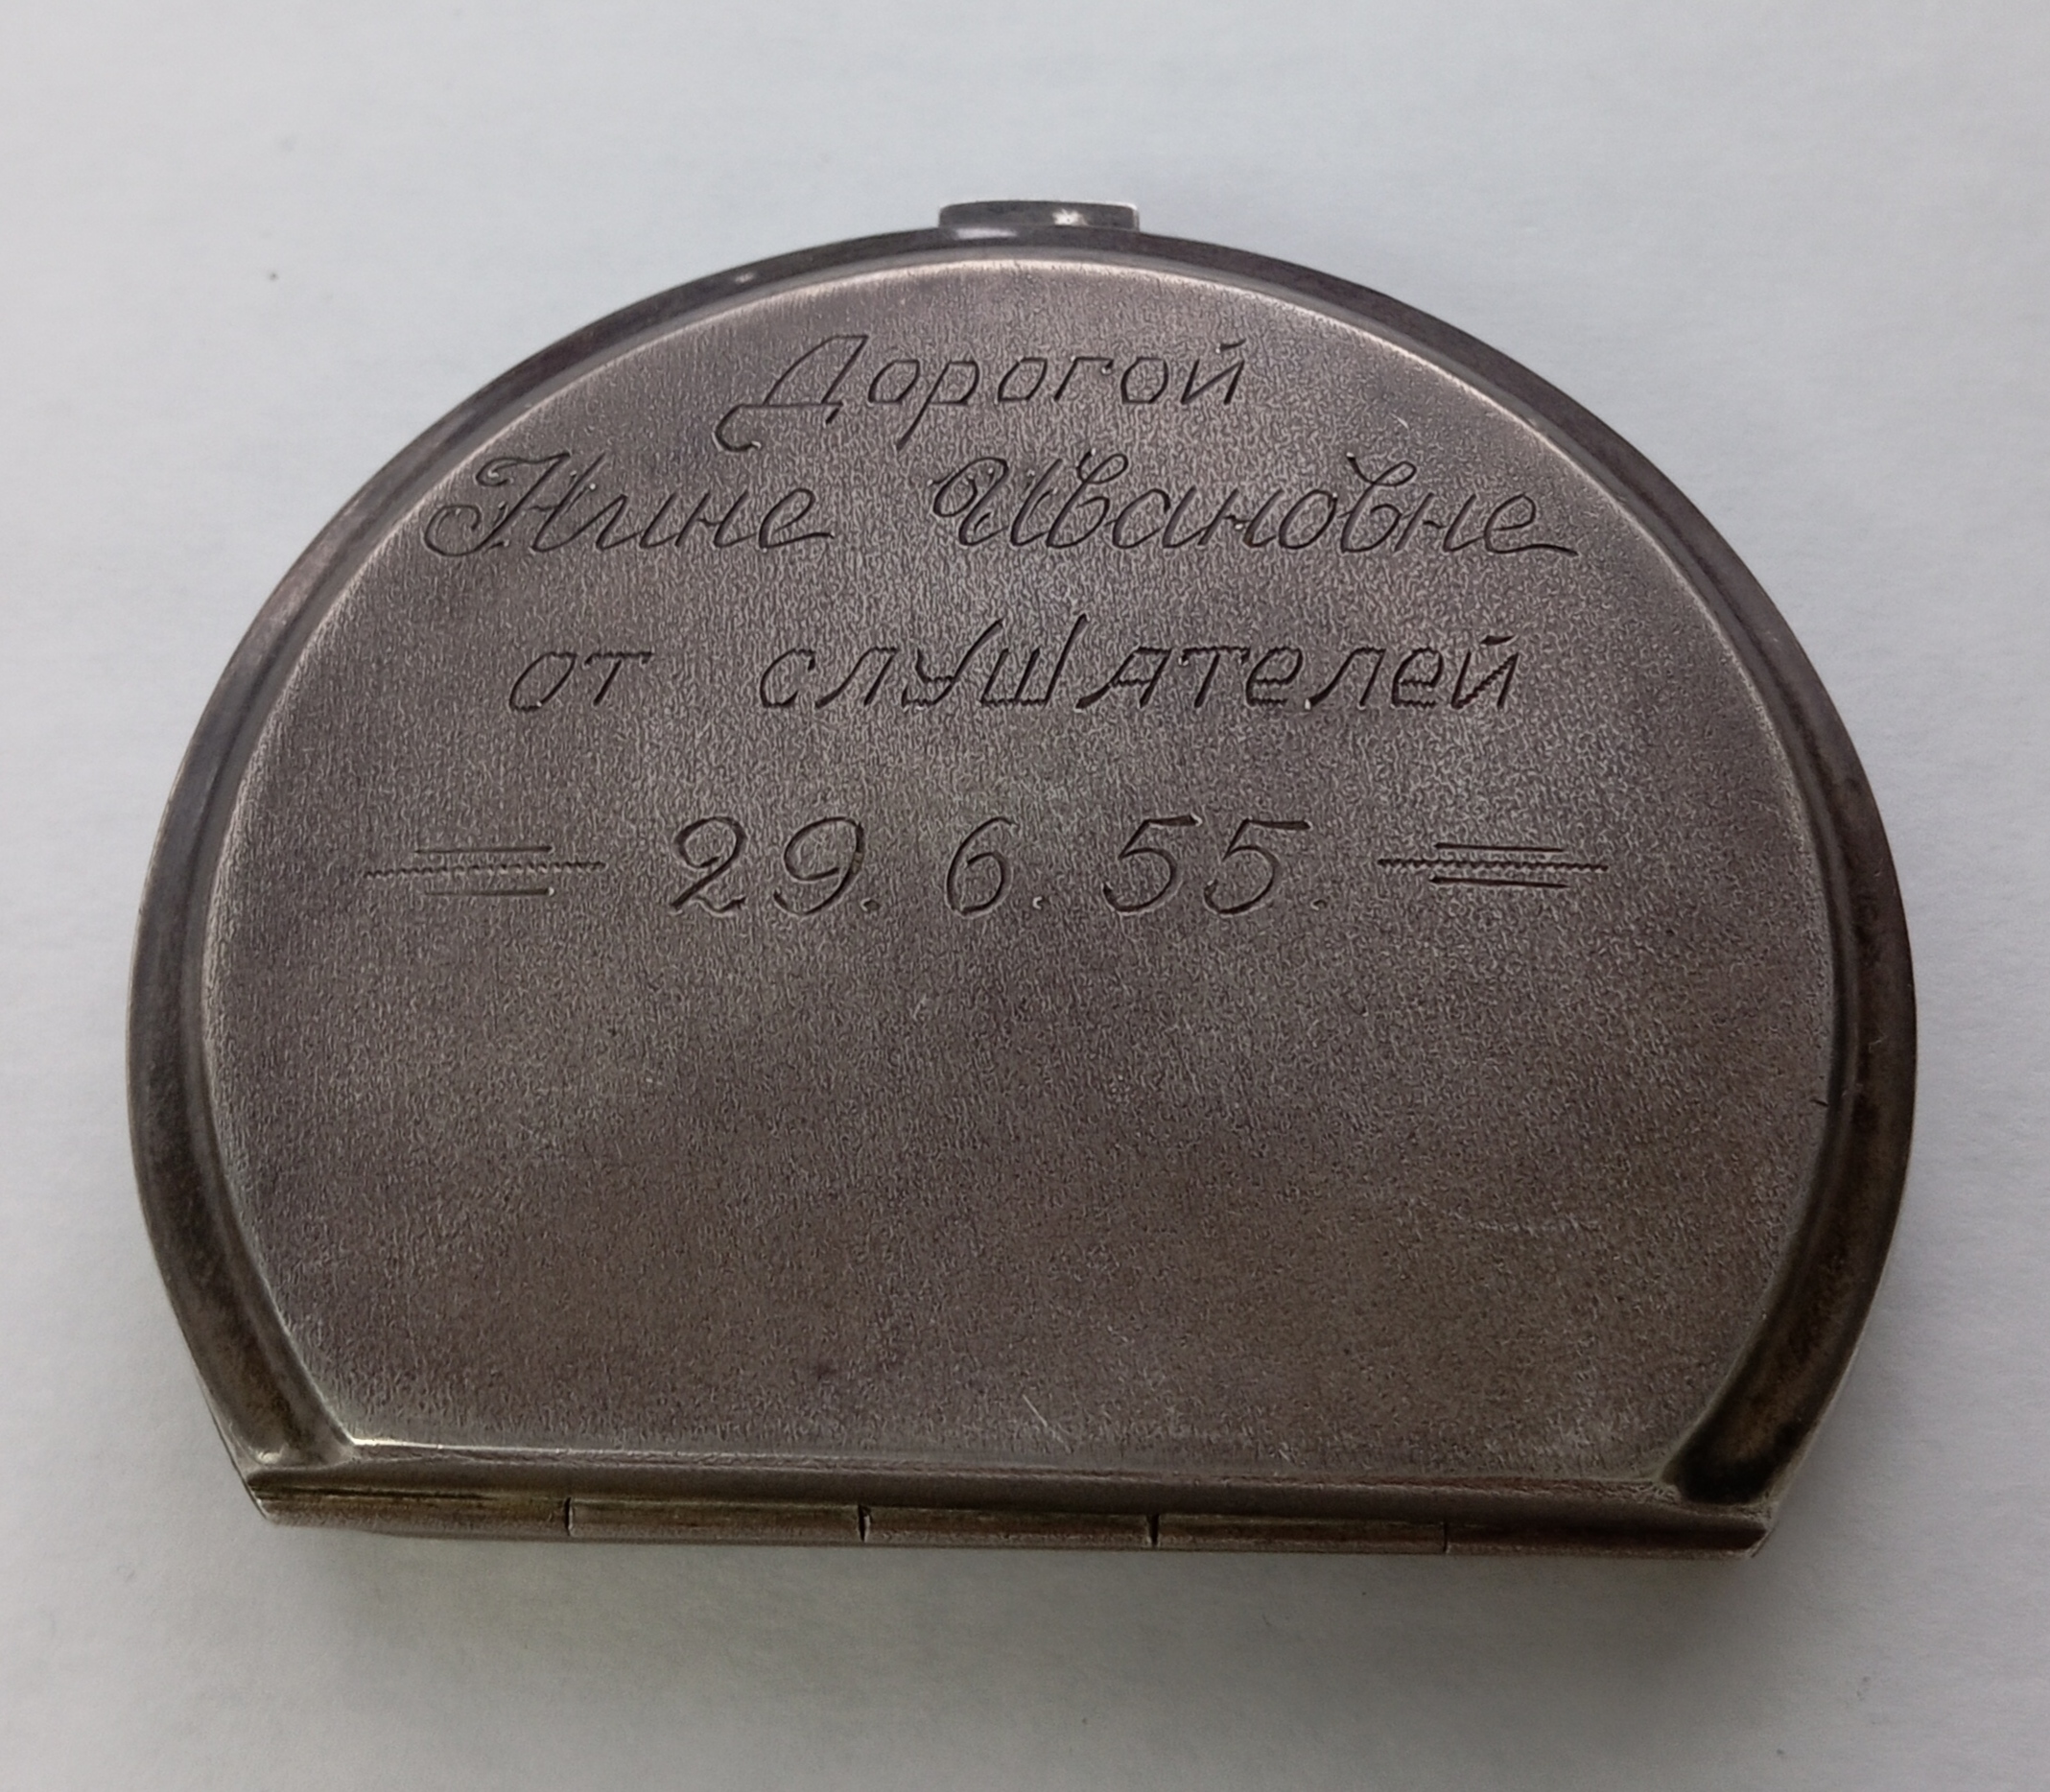 Дорогой
Нине Ивановне
от слушателей
29. 6. 55.